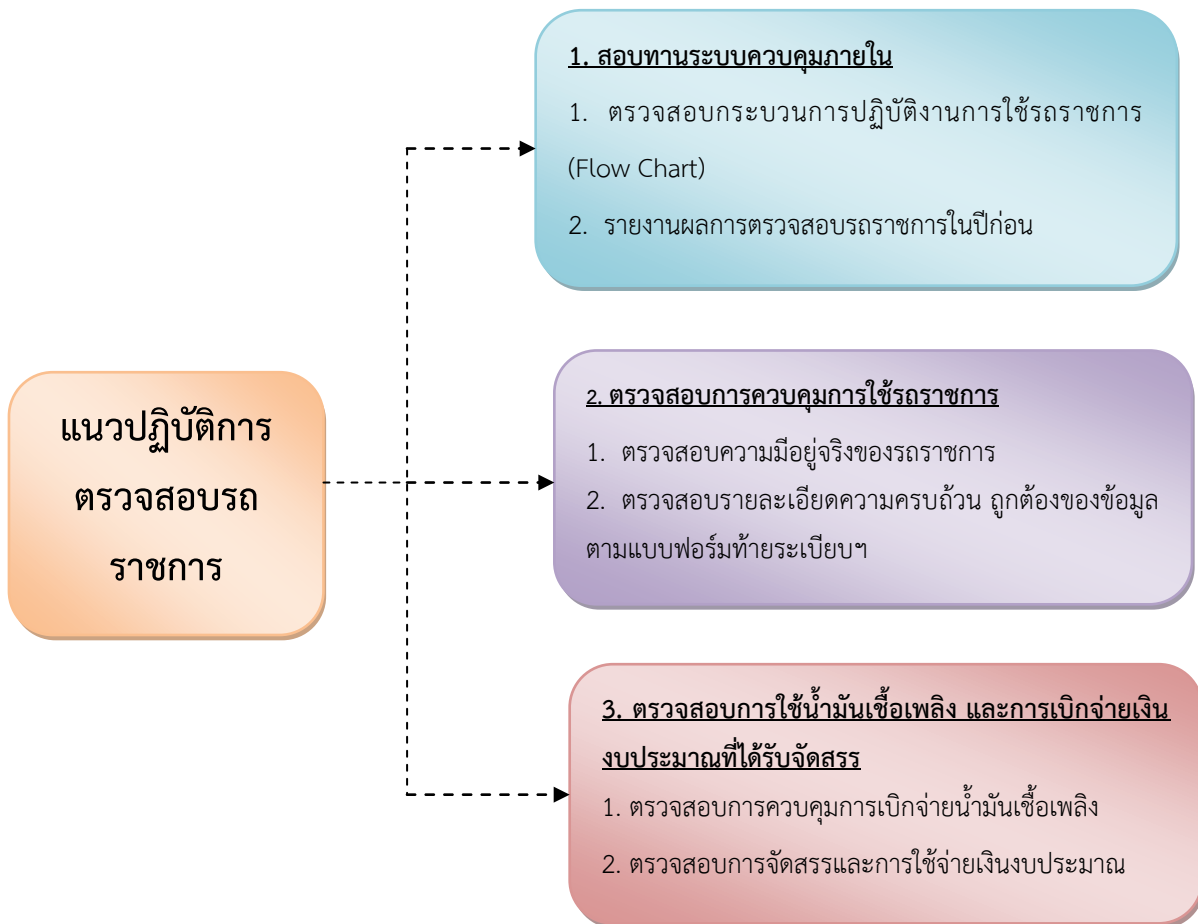 แนวปฏิบัติการ
ตรวจสอบรถ
ราชการ
1. สอบทานระบบควบคุมภายใน
1. ตรวจสอบกระบวนการปฏิบัติงานการใช้รถราชการ
(Flow Chart)
2. รายงานผลการตรวจสอบรถราชการในปีก่อน
2. ตรวจสอบการควบคุมการใช้รถราชการ
1. ตรวจสอบความมีอยู่จริงของรถราชการ
2. ตรวจสอบรายละเอียดความครบถ้วน ถูกต้องของข้อมูล
ตามแบบฟอร์มท้ายระเบียบฯ
3. ตรวจสอบการใช้น้ำมันเชื้อเพลิง และการเบิกจ่ายเงิน
งบประมาณที่ได้รับจัดสรร
1. ตรวจสอบการควบคุมการเบิกจ่ายน้ำมันเชื้อเพลิง
2. ตรวจสอบการจัดสรรและการใช้จ่ายเงินงบประมาณ